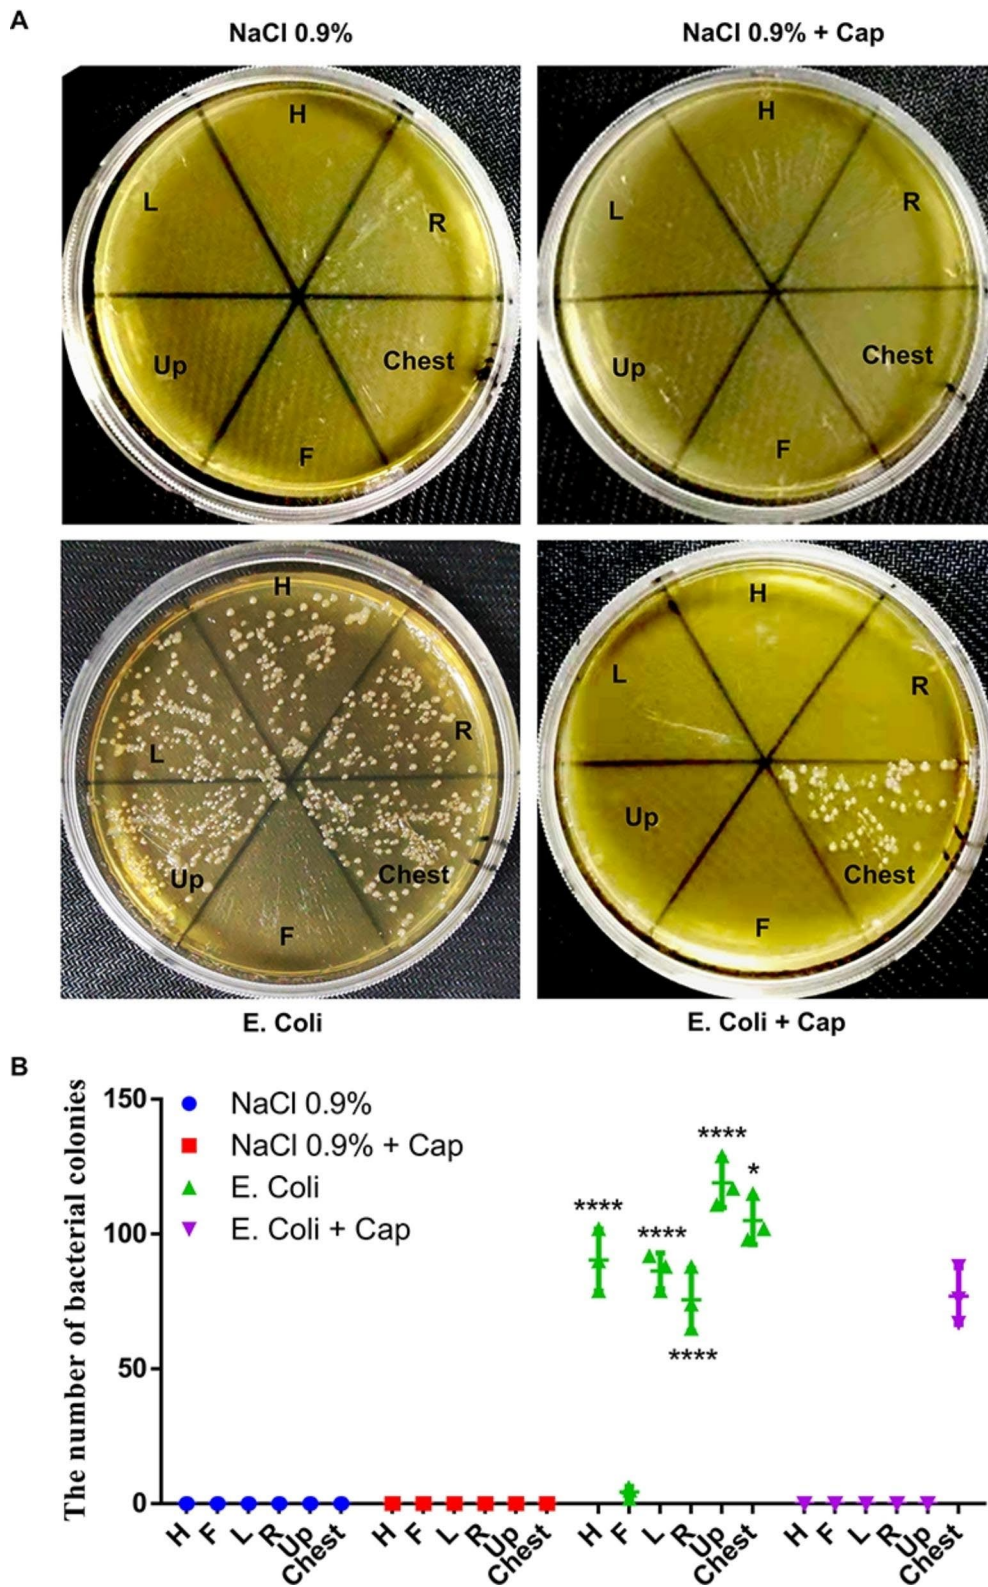 A
NaCl 0.9%
NaCl 0.9% + Cap
H
L
R
Up
Chest
F
H
L
R
Up
Chest
F
H
L
R
Up
Chest
F
H
L
R
Up
Chest
F
E. Coli
E. Coli + Cap
B
The number of bacterial colonies
150
100
50
0
NaCl 0.9%
NaCl 0.9% + Cap
E. Coli
E. Coli + Cap
****
****
****
****
*
H F L R Up Chest
H F L R Up Chest
H F L R Up Chest
H F L R Up Chest